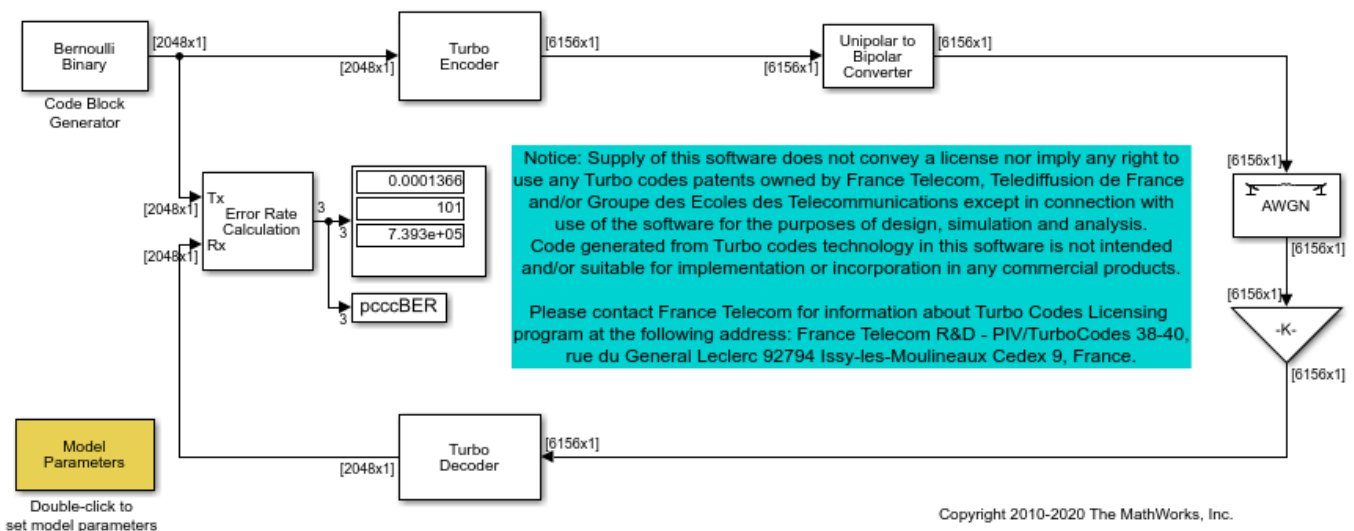 Bernoulli
Binary
[2048x1]
Code Block
Generator
[2048x1]
Turbo
Encoder
[6156x1]
[6156x1]
Unipolar to
Bipolar
Converter
[6156x1]
[6156x1]
AWGN
[6156x1]
[6156x1]
-K-
[6156x1]
[2048x1]
Tx
Rx
[2048x1]
Error Rate
Calculation
3
3
0.0001366
101
7.393e+05
3
pcccBER
Notice: Supply of this software does not convey a license nor imply any right to
use any Turbo codes patents owned by France Telecom, Telediffusion de France
and/or Groupe des Ecoles des Telecommunications except in connection with
use of the software for the purposes of design, simulation and analysis.
Code generated from Turbo codes technology in this software is not intended
and/or suitable for implementation or incorporation in any commercial products.
Please contact France Telecom for information about Turbo Codes Licensing
program at the following address: France Telecom R&D - PIV/TurboCodes 38-40,
rue du General Leclerc 92794 Issy-les-Moulineaux Cedex 9, France.
Model
Parameters
Double-click to
set model parameters
[2048x1]
Turbo
Decoder
[6156x1]
Copyright 2010-2020 The MathWorks, Inc.